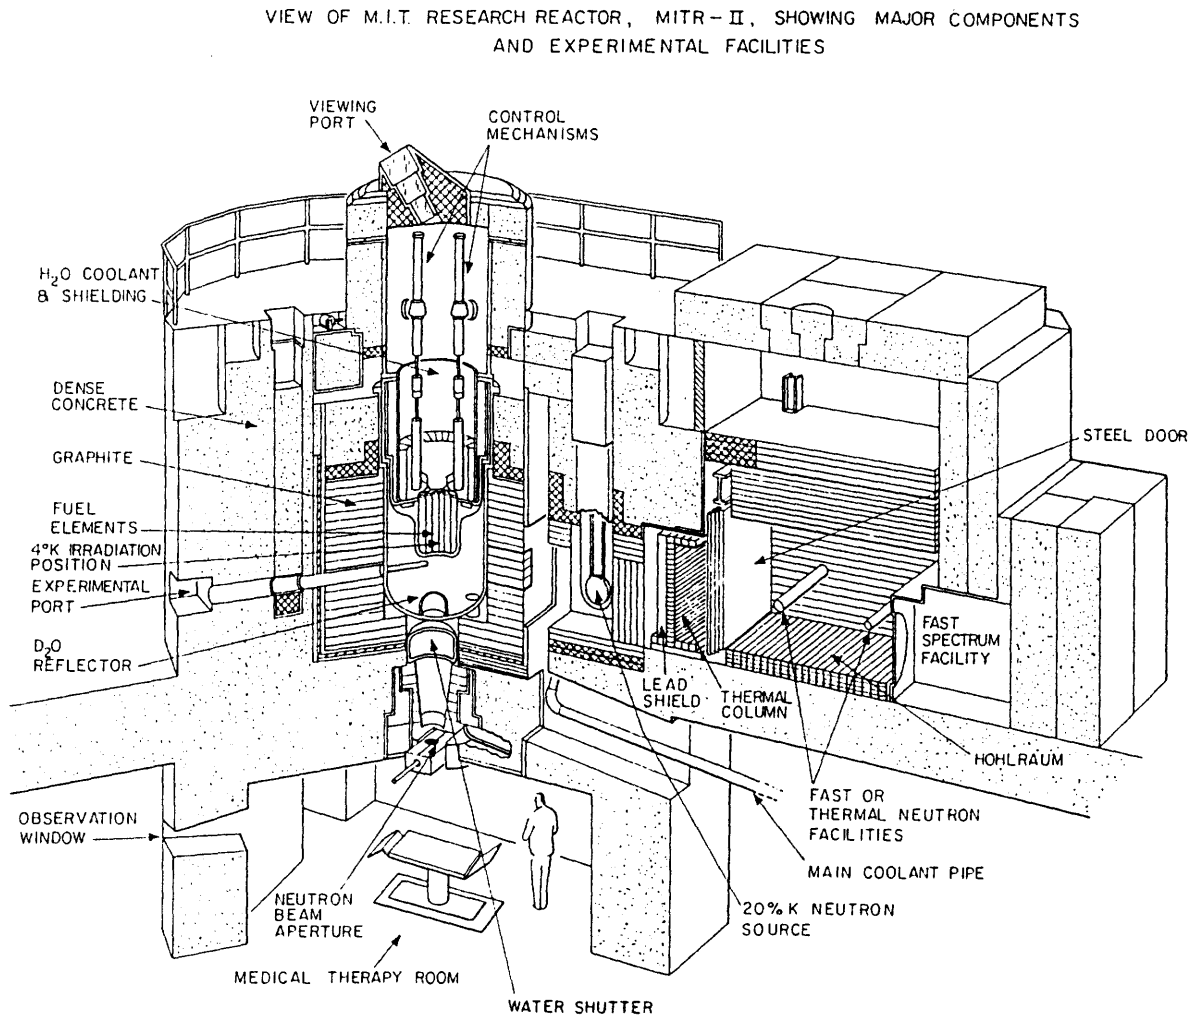 VIEW OF M.I.T. RESEARCH REACTOR, MITR-II, SHOWING MAJOR COMPONENTS
AND EXPERIMENTAL FACILITIES
VIEWING
PORT
CONTROL
MECHANISMS
H2O COOLANT
& SHIELDING
DENSE
CONCRETE
GRAPHITE
FUEL
ELEMENTS
4°K IRRADIATION
POSITION
EXPERIMENTAL
PORT
D2O
REFLECTOR
OBSERVATION
WINDOW
NEUTRON
BEAM
APERTURE
MEDICAL THERAPY ROOM
WATER SHUTTER
STEEL DOOR
FAST
SPECTRUM
FACILITY
LEAD
SHIELD
THERMAL
COLUMN
HOHLRAUM
FAST OR
THERMAL NEUTRON
FACILITIES
MAIN COOLANT PIPE
20%K NEUTRON
SOURCE